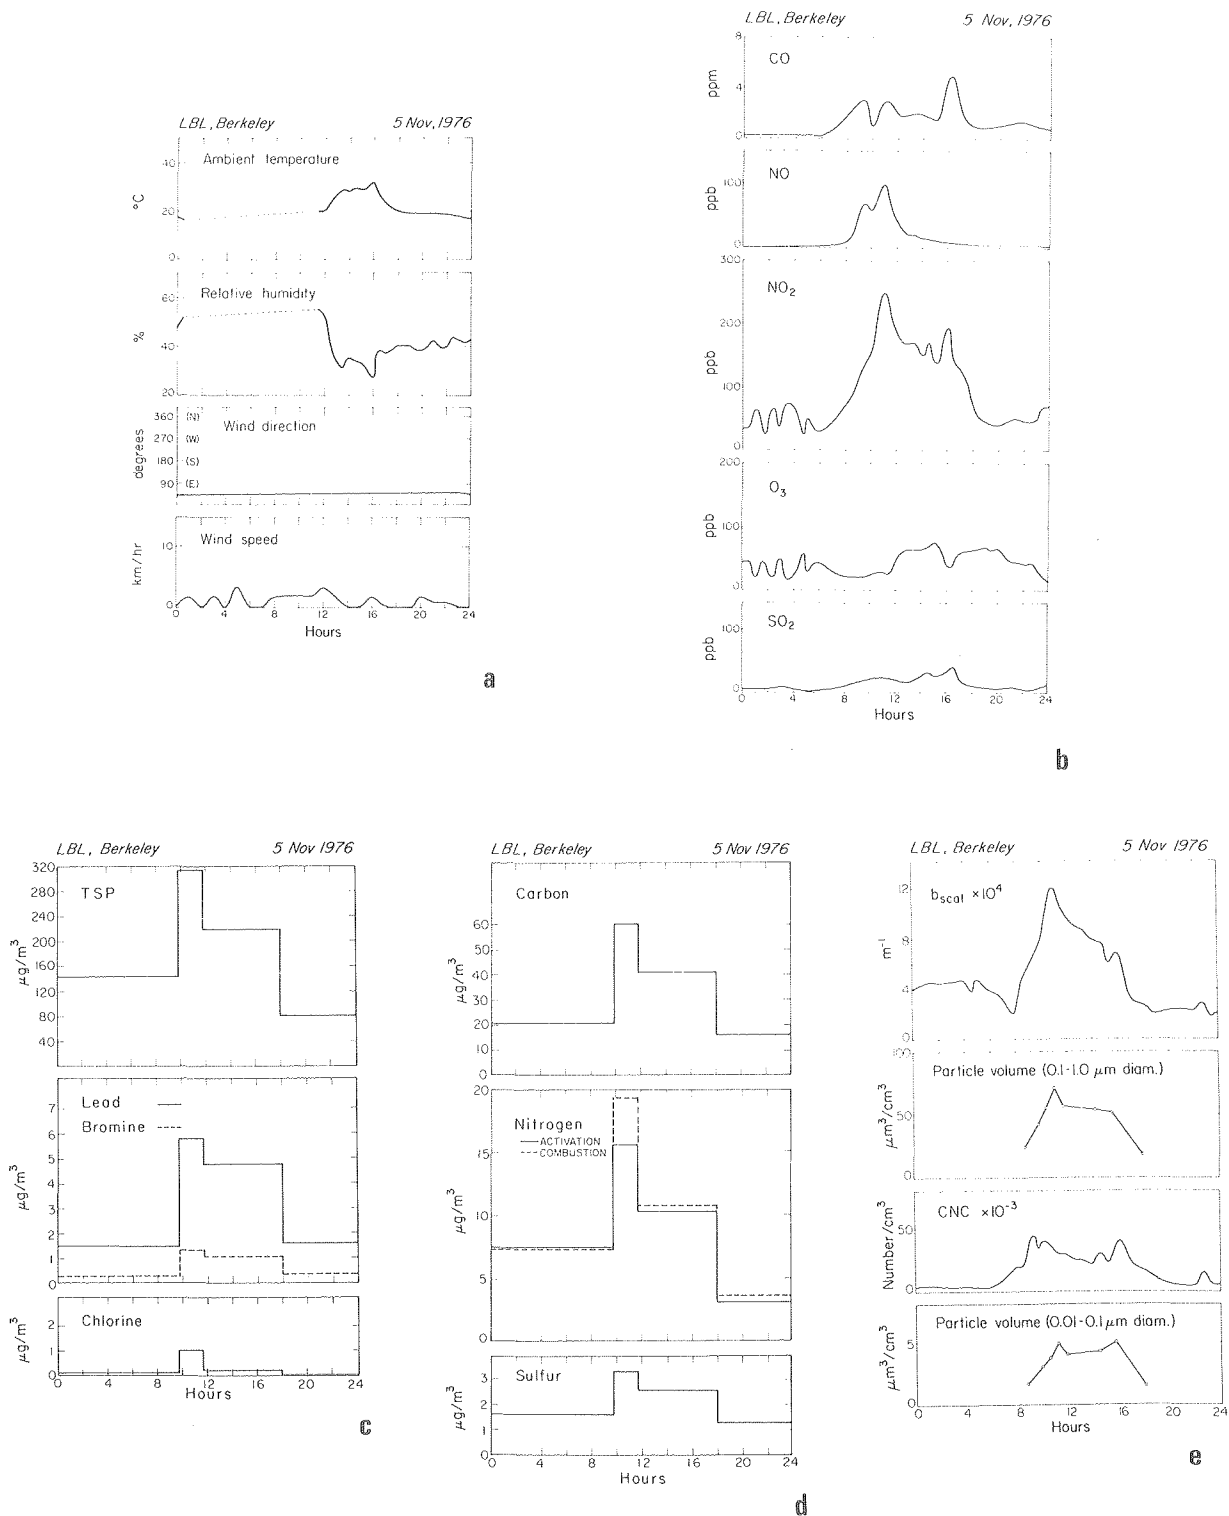 LBL, Berkeley 5 Nov, 1976
Ambient temperature
°C
40
20
0
Relative humidity
%
60
40
20
Wind direction
degrees
360 (N)
270 (W)
180 (S)
90 (E)
Wind speed
km/hr
10
0
0 4 8 12 16 20 24
Hours
a
LBL, Berkeley 5 Nov, 1976
CO
ppm
8
4
0
NO
ppb
100
0
NO2
ppb
300
200
100
0
O3
ppb
200
100
0
SO2
ppb
100
0
0 4 8 12 16 20 24
Hours
b
LBL, Berkeley 5 Nov 1976
TSP
μg/m³
320
280
240
200
160
120
80
40
Lead
Bromine
μg/m³
7
6
5
4
3
2
1
0
Chlorine
μg/m³
2
1
0
0 4 8 12 16 20 24
Hours
c
LBL, Berkeley 5 Nov 1976
Carbon
μg/m³
60
50
40
30
20
10
0
Nitrogen
ACTIVATION
COMBUSTION
μg/m³
20
15
10
5
0
Sulfur
μg/m³
3
2
1
0
0 4 8 12 16 20 24
Hours
d
LBL, Berkeley 5 Nov 1976
bscat ×10⁴
m⁻¹
12
8
4
0
Particle volume (0.1-1.0 μm diam.)
μm³/cm³
100
50
0
CNC ×10⁻³
Number/cm³
50
0
Particle volume (0.01-0.1 μm diam.)
μm³/cm³
5
0
0 4 8 12 16 20 24
Hours
e